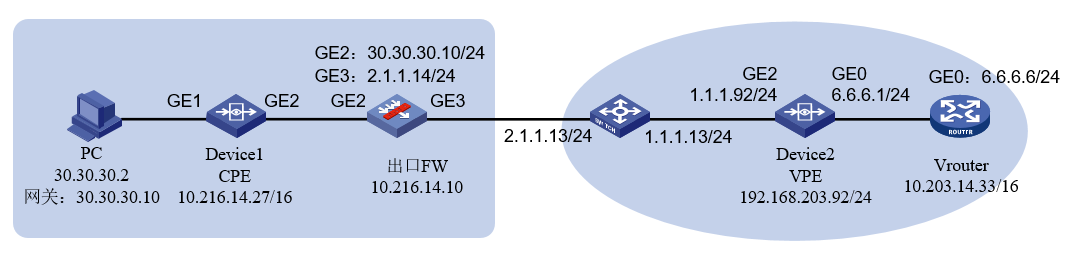 GE2：30.30.30.10/24
GE3：2.1.1.14/24
GE1
GE2
GE2
GE3
PC
30.30.30.2
网关：30.30.30.10
Device1
CPE
10.216.14.27/16
出口FW
10.216.14.10
2.1.1.13/24
SWITCH
1.1.1.13/24
GE2
1.1.1.92/24
GE0
6.6.6.1/24
Device2
VPE
192.168.203.92/24
GE0：6.6.6.6/24
ROUTER
Vrouter
10.203.14.33/16